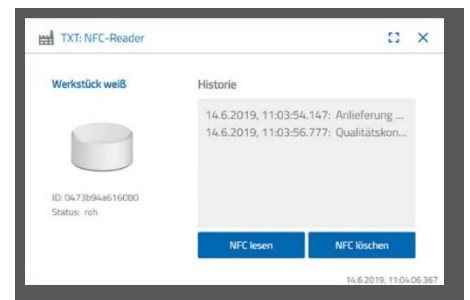 TXT: NFC-Reader
Werkstück weiß
Historie
14.6.2019, 11:03:54.147: Anlieferung ...
14.6.2019, 11:03:56.777: Qualitätskon...
ID: 0473b94a616080
Status: roh
NFC lesen
NFC löschen
14.6.2019, 11:04:06.367